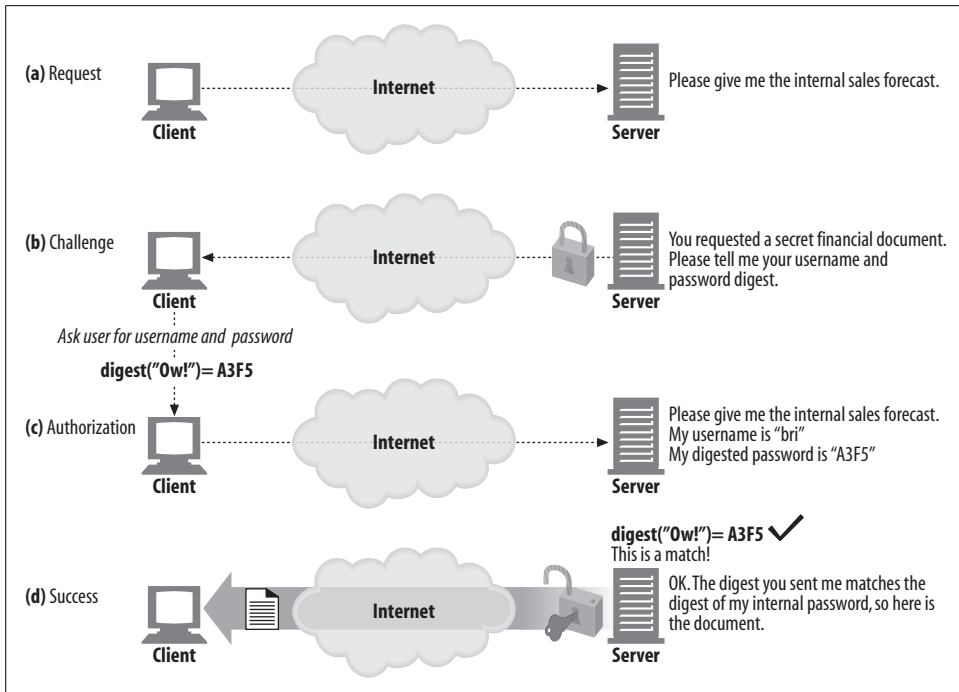 (a) Request
Client
Internet
Server
Please give me the internal sales forecast.
(b) Challenge
Client
Internet
Server
You requested a secret financial document.
Please tell me your username and
password digest.
Ask user for username and password
digest("Ow!")= A3F5
(c) Authorization
Client
Internet
Server
Please give me the internal sales forecast.
My username is “bri”
My digested password is “A3F5”
digest("Ow!")= A3F5
This is a match!
(d) Success
Client
Internet
Server
OK. The digest you sent me matches the
digest of my internal password, so here is
the document.